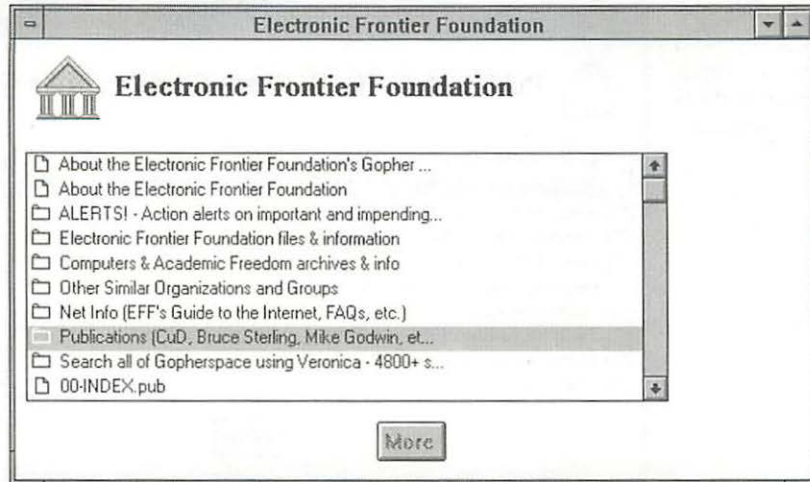 Electronic Frontier Foundation
Electronic Frontier Foundation
About the Electronic Frontier Foundation's Gopher ...
About the Electronic Frontier Foundation
ALERTS! - Action alerts on important and impending...
Electronic Frontier Foundation files & information
Computers & Academic Freedom archives & info
Other Similar Organizations and Groups
Net Info (EFF's Guide to the Internet, FAQs, etc.)
Publications (CuD, Bruce Sterling, Mike Godwin, et...
Search all of Gopherspace using Veronica - 4800+ s...
00-INDEX.pub
More